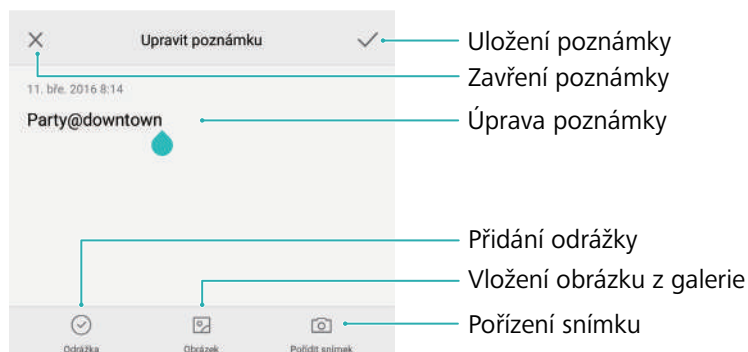 Upravit poznámku
Uložení poznámky
Zavření poznámky
11. bře. 2016 8:14
Party@downtown
Úprava poznámky
Přidání odrážky
Vložení obrázku z galerie
Pořízení snímku
Odrážka
Obrázek
Pořídit snímek